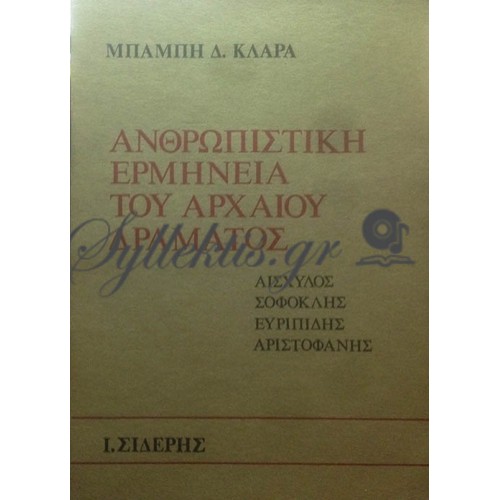 ΜΠΑΜΠΗ Δ. ΚΛΑΡΑ
ΑΝΘΡΩΠΙΣΤΙΚΗ
ΕΡΜΗΝΕΙΑ
ΤΟΥ ΑΡΧΑΙΟΥ
ΔΡΑΜΑΤΟΣ
Syllektis.gr
ΑΙΣΧΥΛΟΣ
ΣΟΦΟΚΛΗΣ
ΕΥΡΙΠΙΔΗΣ
ΑΡΙΣΤΟΦΑΝΗΣ
Ι. ΣΙΔΕΡΗΣ